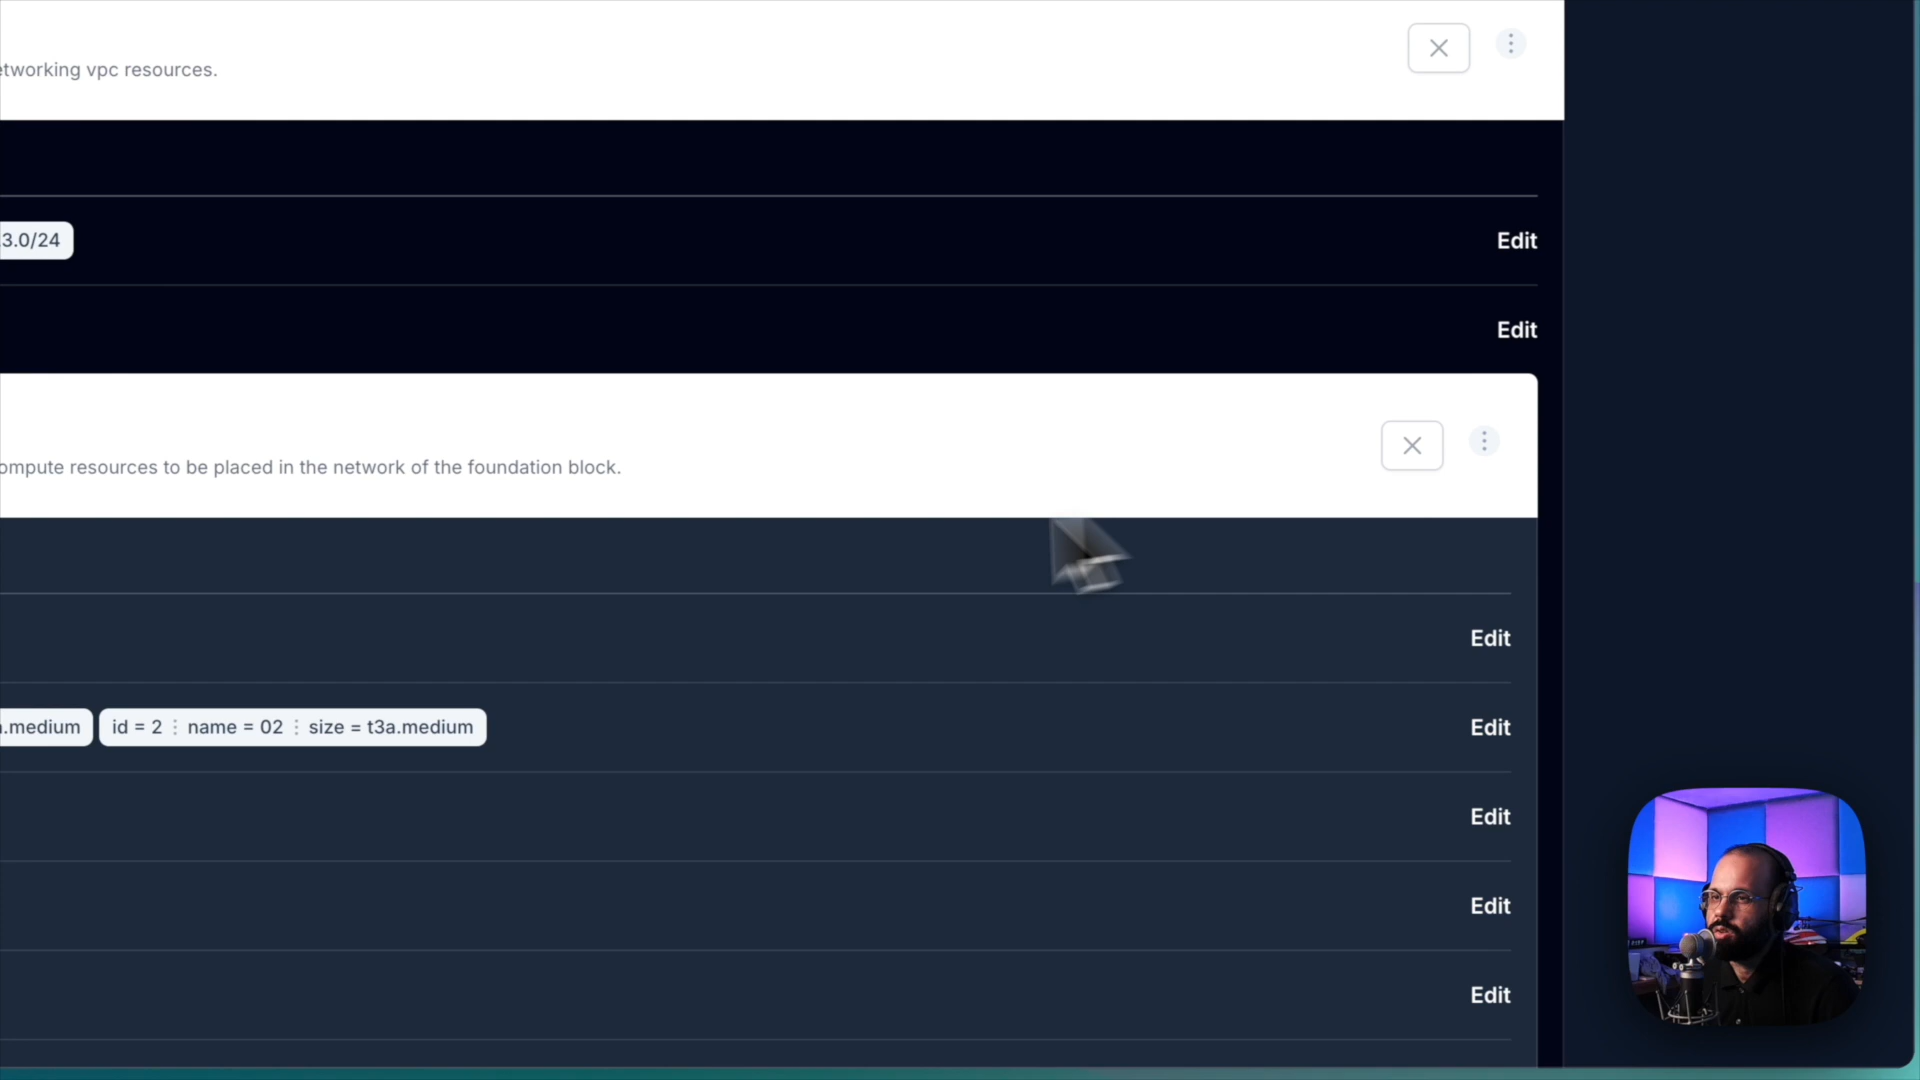 etworking vpc resources.
3.0/24
Edit
Edit
ompute resources to be placed in the network of the foundation block.
Edit
.medium id = 2 ⋮ name = 02 ⋮ size = t3a.medium Edit
Edit
Edit
Edit